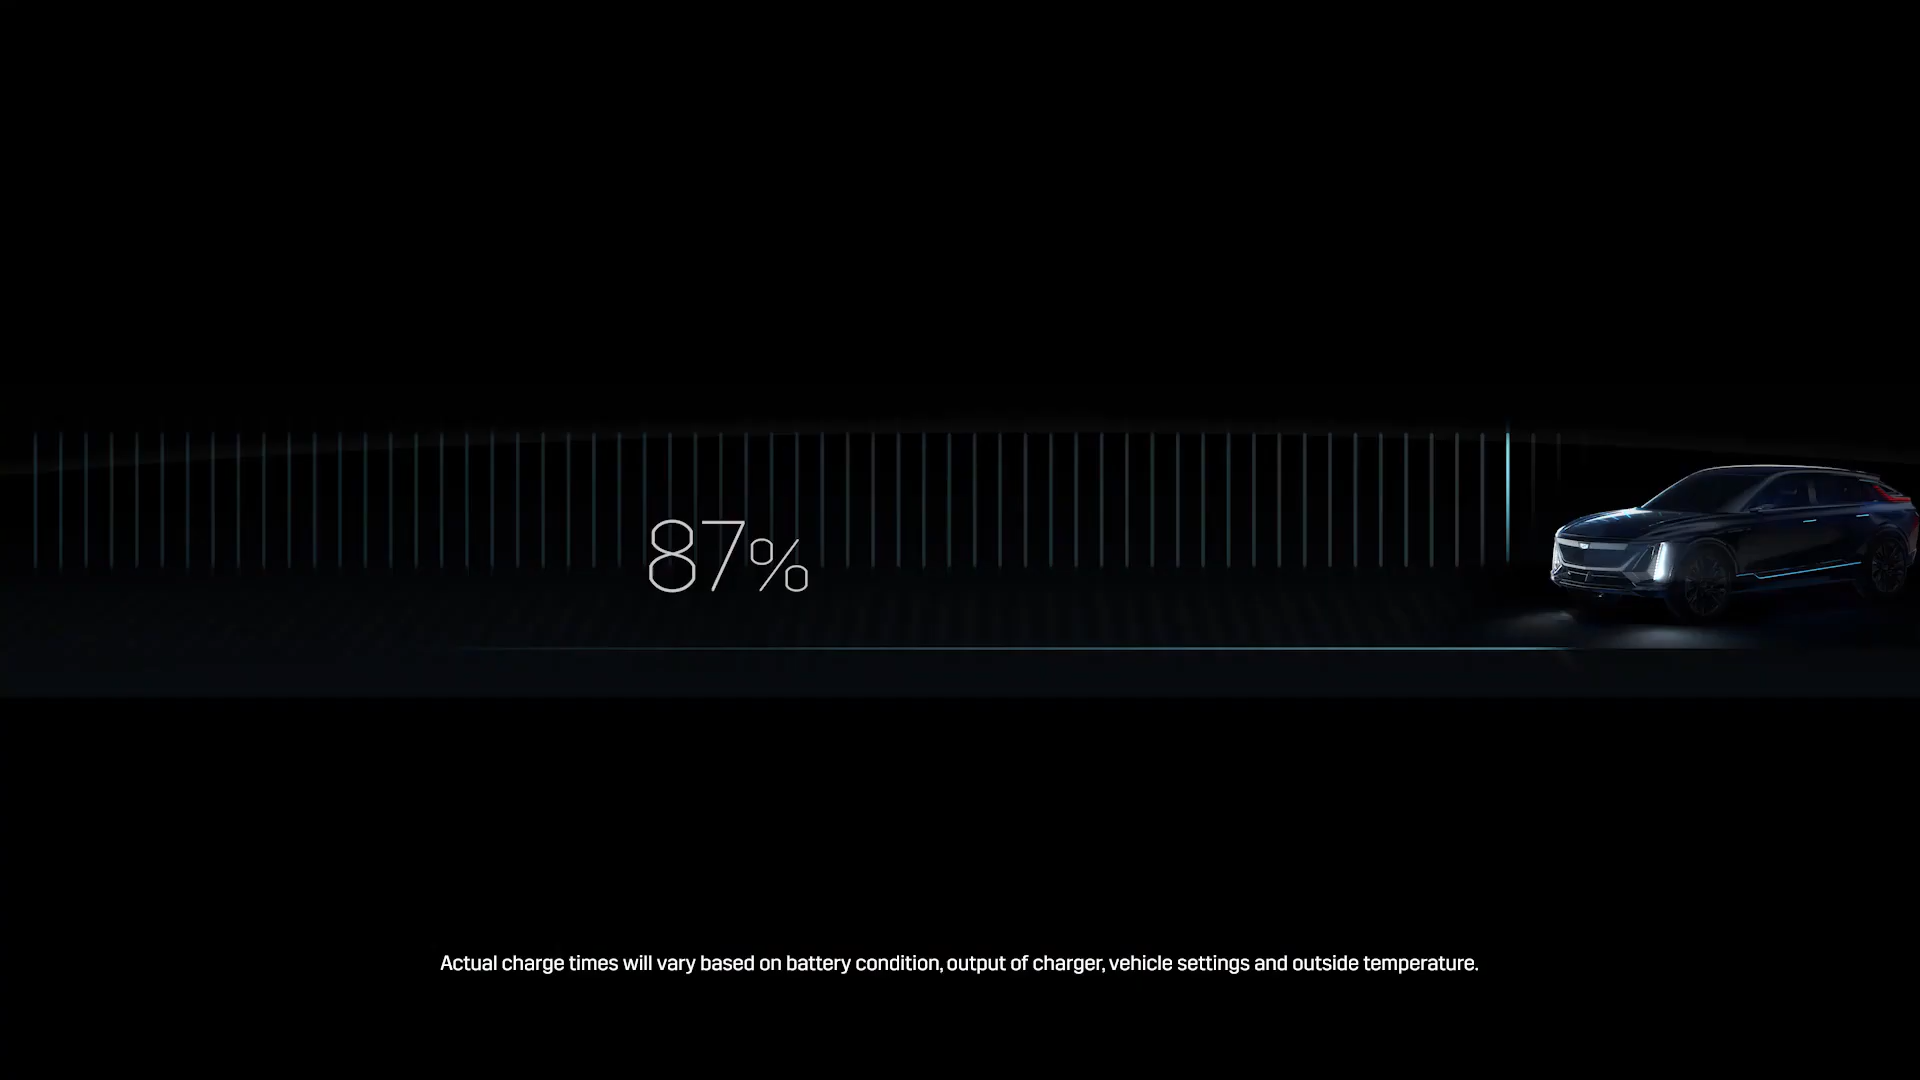 87%
Actual charge times will vary based on battery condition, output of charger, vehicle settings and outside temperature.